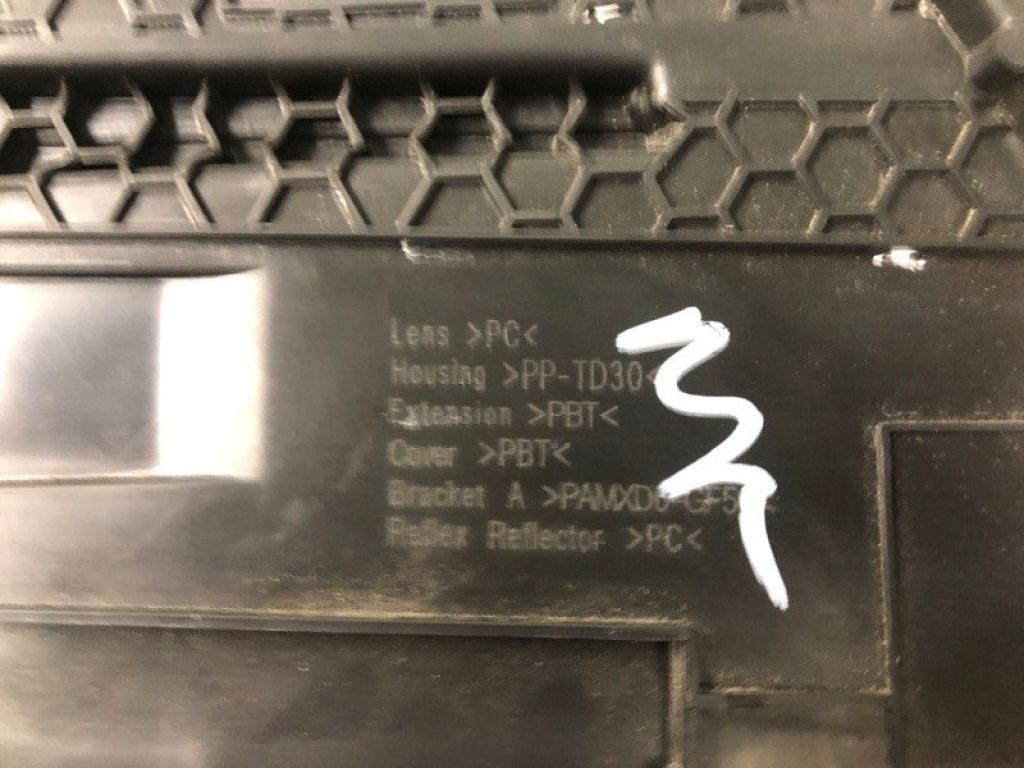 Lens >PC<
Housing >PP-TD30<
Extension >PBT<
Cover >PBT<
Bracket A
Reflex Reflector >PC<